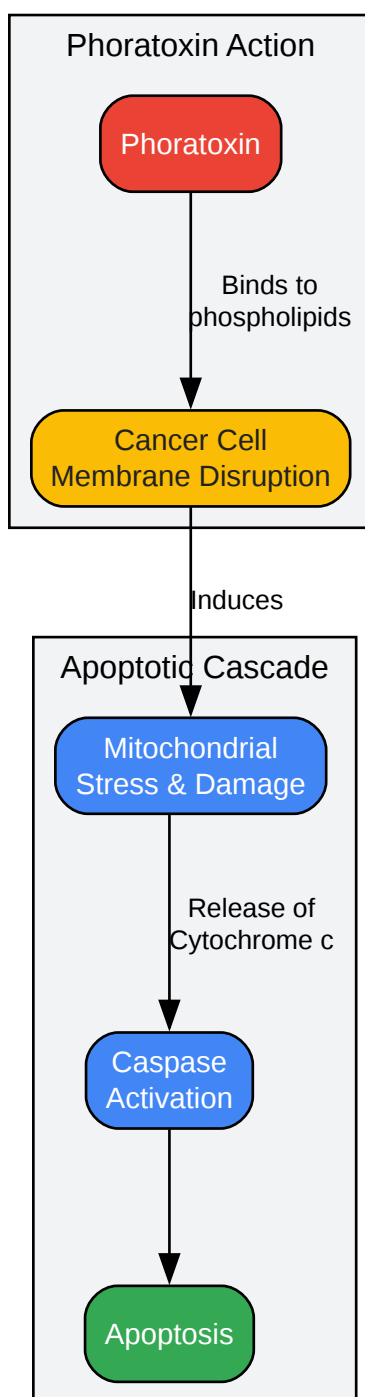 Phoratoxin Action
Phoratoxin
Binds to
phospholipids
Cancer Cell
Membrane Disruption
Induces
Apoptotic Cascade
Mitochondrial
Stress & Damage
Release of
Cytochrome c
Caspase
Activation
Apoptosis